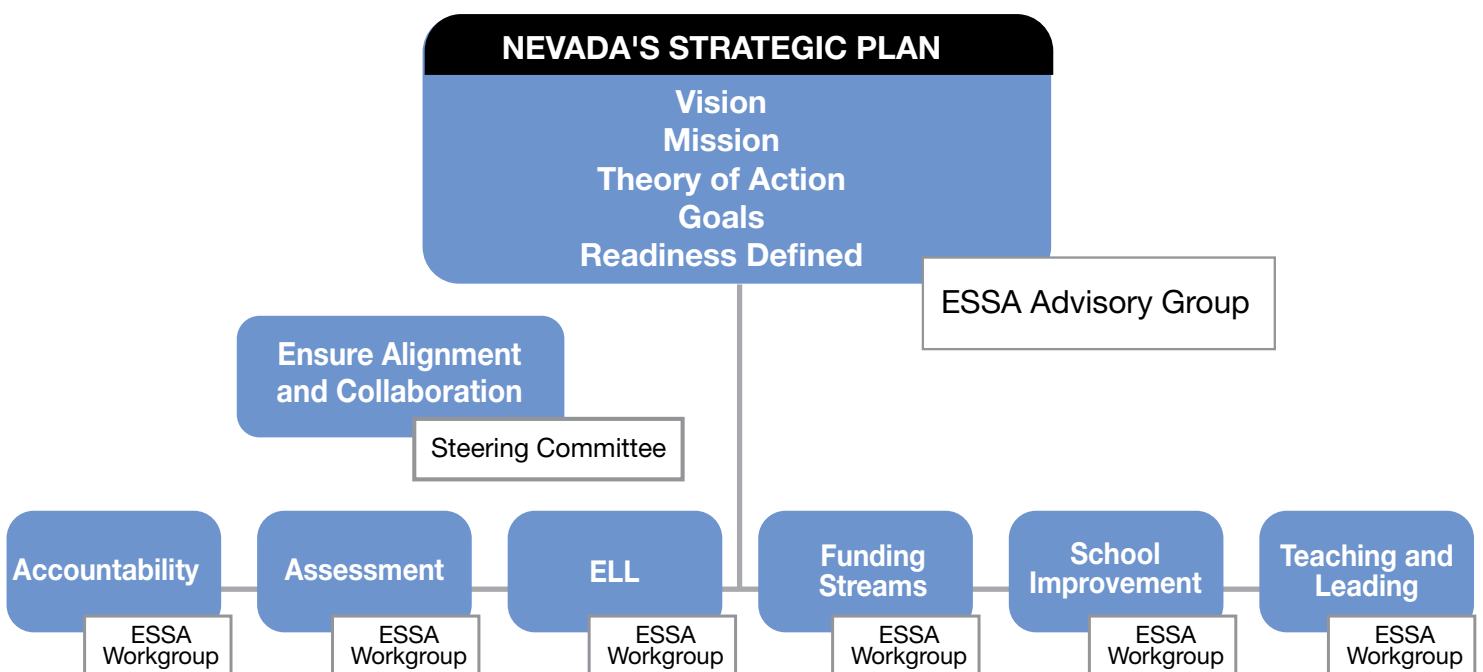 NEVADA'S STRATEGIC PLAN
Vision
Mission
Theory of Action
Goals
Readiness Defined
ESSA Advisory Group
Ensure Alignment
and Collaboration
Steering Committee
Accountability
ESSA
Workgroup
Assessment
ESSA
Workgroup
ELL
ESSA
Workgroup
Funding
Streams
ESSA
Workgroup
School
Improvement
ESSA
Workgroup
Teaching and
Leading
ESSA
Workgroup